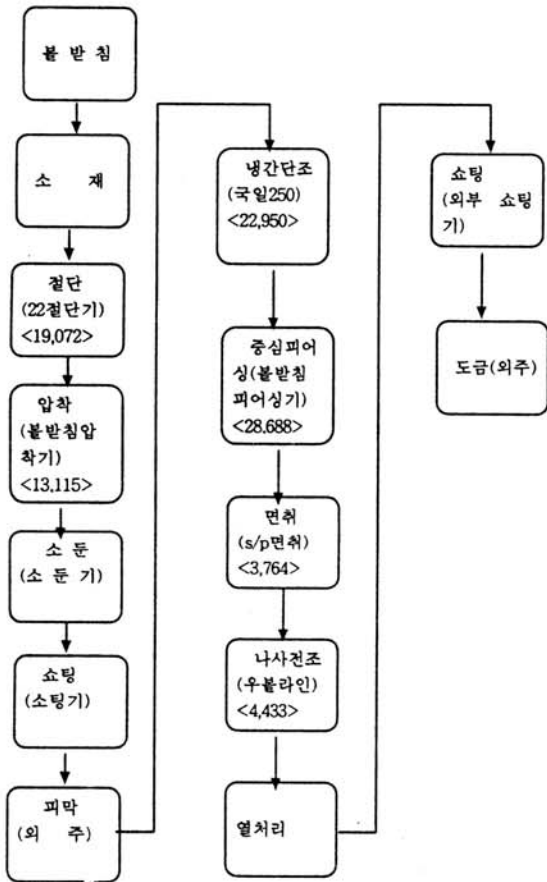 볼 받 침
소 재
절단
(22절단기)
<19,072>
압착
(볼받침압
착기)
<13,115>
소 둔
(소 둔 기)
쇼팅
(소팅기)
피막
(외 주)
냉간단조
(국일250)
<22,950>
중심피어
싱(볼받침
피어싱기)
<28,688>
면취
(s/p면취)
<3,764>
나사전조
(우볼라인)
<4,433>
열처리
쇼팅
(외부 쇼팅
기)
도금(외주)